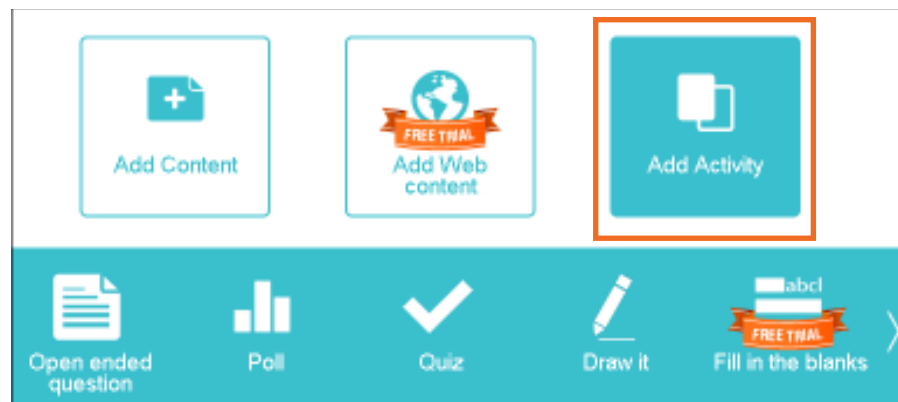 FREE TRIAL
Add Content
Add Web
content
Add Activity
abcl
FREE TRIAL
Open ended
question
Poll
Quiz
Draw it
Fill in the blanks